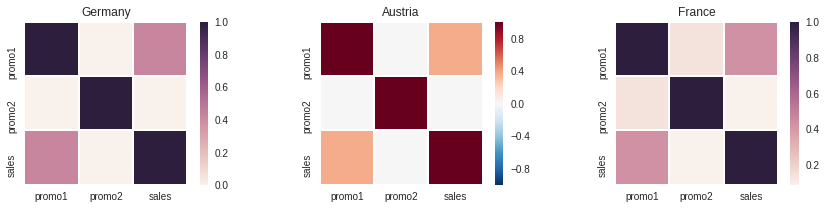 Germany
promo1
promo2
sales
promo1 promo2 sales
1.0
0.8
0.6
0.4
0.2
0.0
Austria
promo1
promo2
sales
promo1 promo2 sales
0.8
0.4
0.0
−0.4
−0.8
France
promo1
promo2
sales
promo1 promo2 sales
1.0
0.8
0.6
0.4
0.2